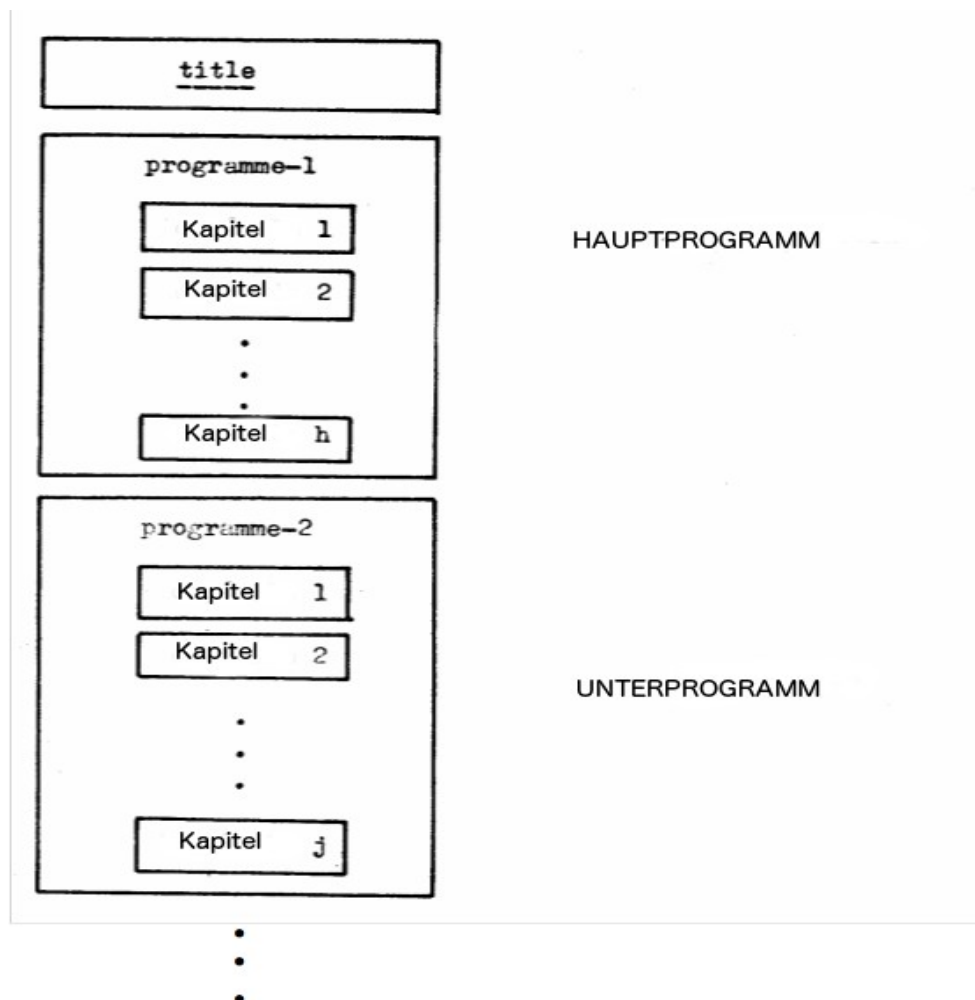 title
programme-1
Kapitel 1
HAUPTPROGRAMM
Kapitel 2
Kapitel h
programme-2
Kapitel 1
Kapitel 2
UNTERPROGRAMM
Kapitel j